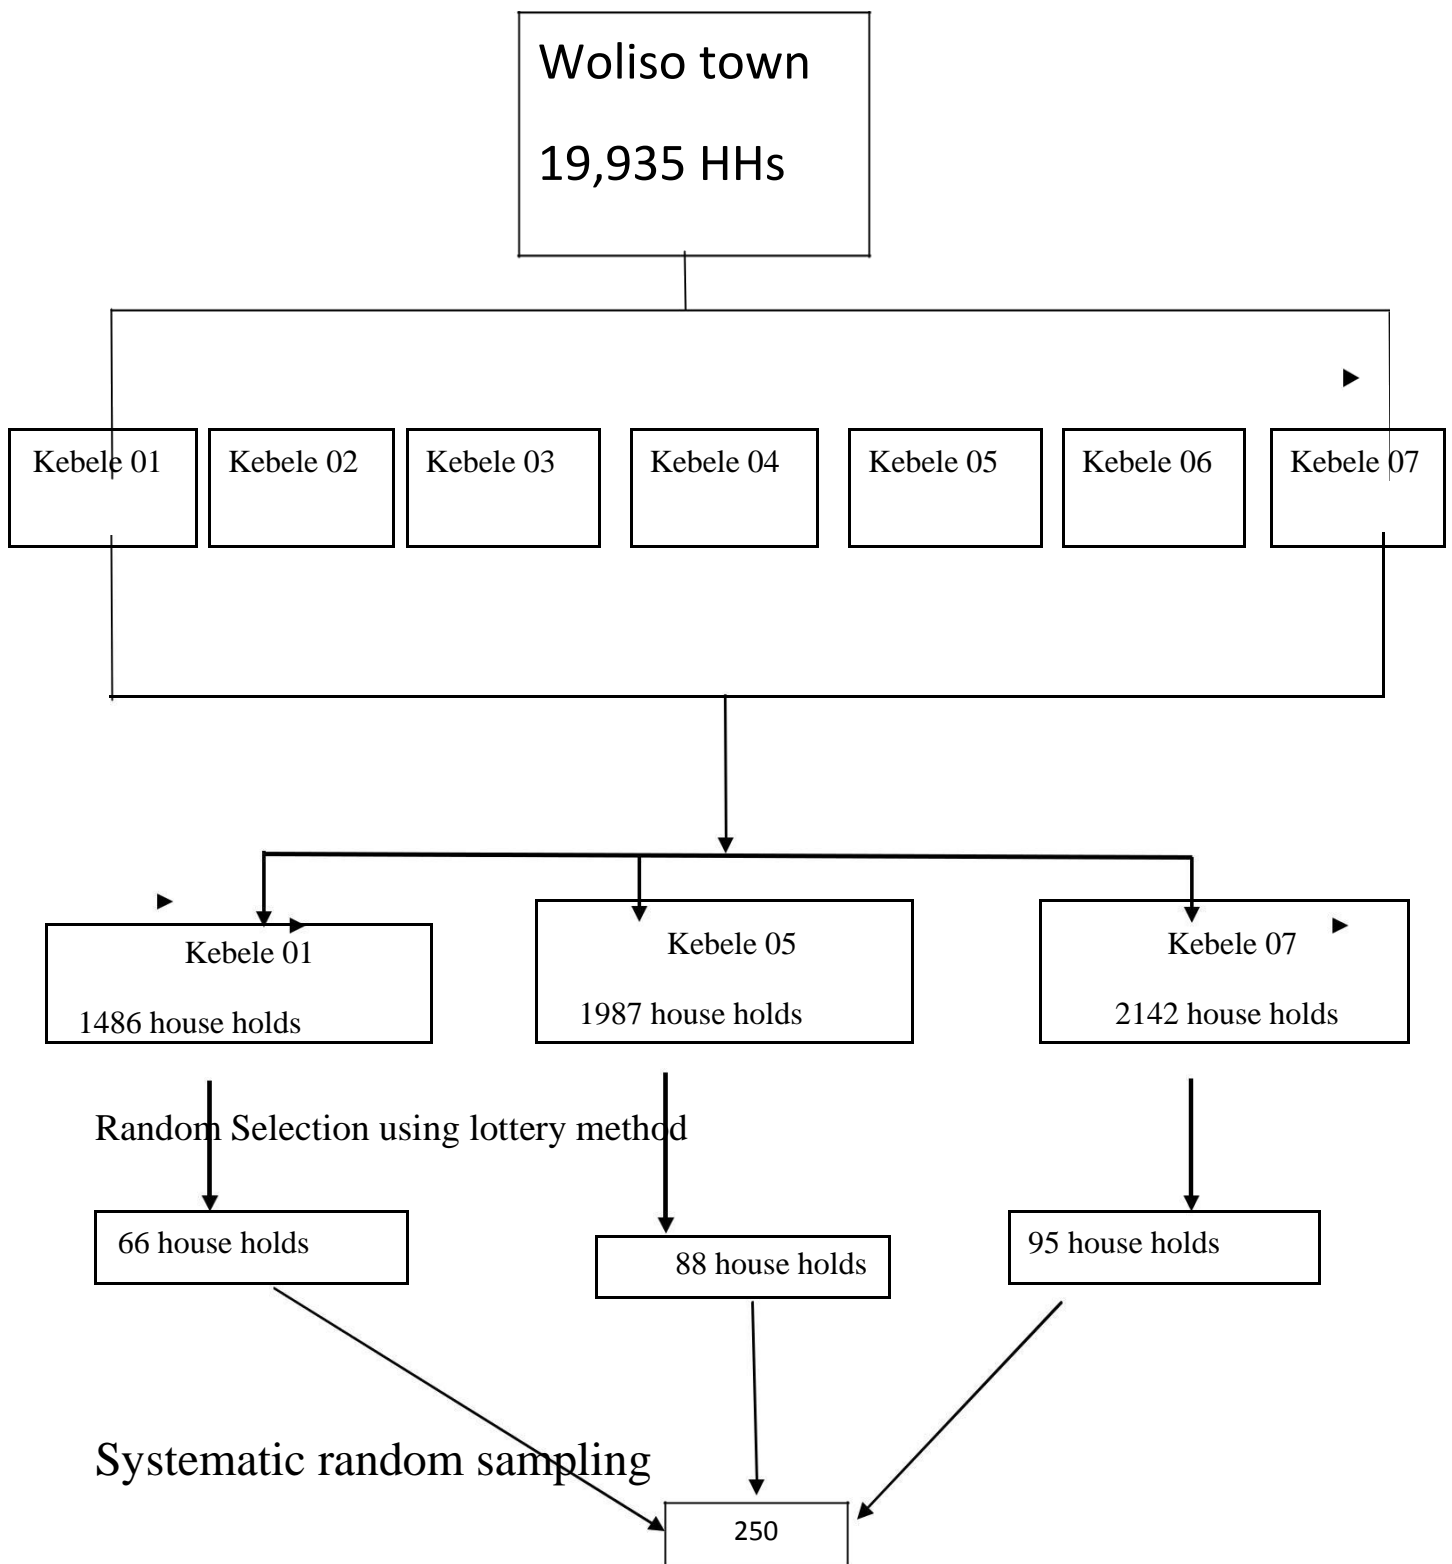 Woliso town
19,935 HHs
Kebele 01
Kebele 02
Kebele 03
Kebele 04
Kebele 05
Kebele 06
Kebele 07
Kebele 01
1486 house holds
Kebele 05
1987 house holds
Kebele 07
2142 house holds
Random Selection using lottery method
66 house holds
88 house holds
95 house holds
Systematic random sampling
250